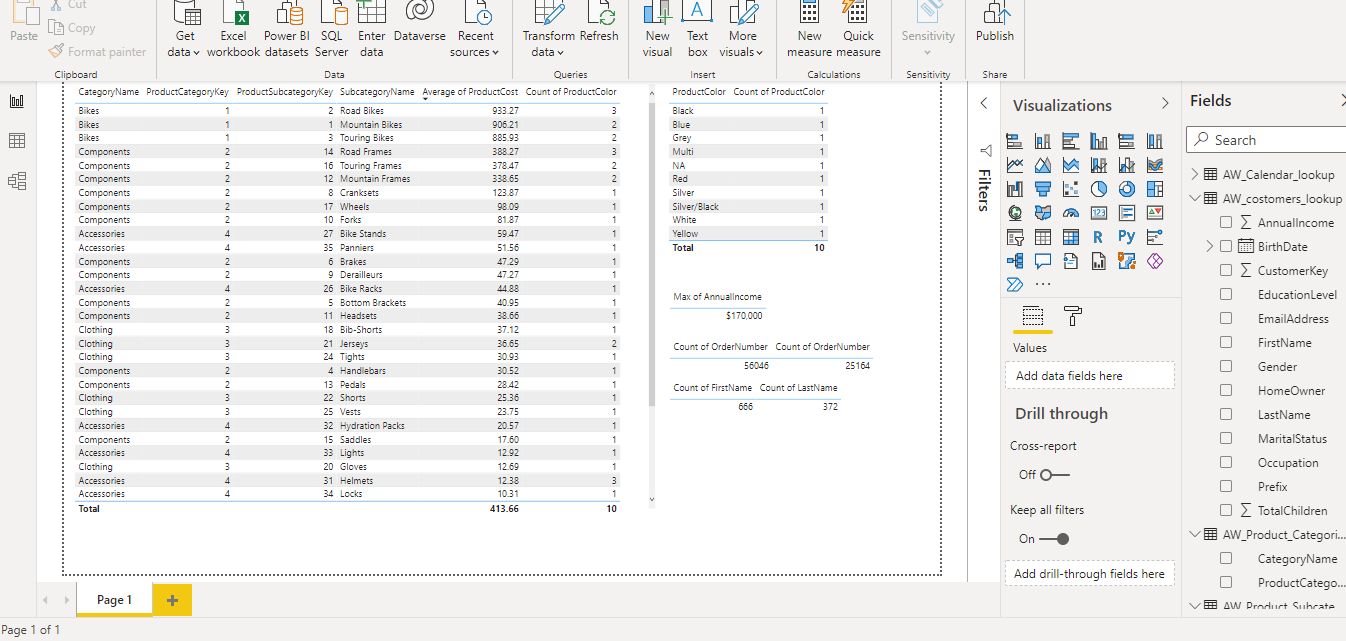 Paste
Cut
Copy
Format painter
Clipboard
Get data
Excel workbook
Power BI datasets
SQL Server
Enter data
Dataverse
Recent sources
Data
Transform data
Refresh
Queries
New visual
Text box
More visuals
Insert
New measure
Quick measure
Calculations
Sensitivity
Sensitivity
Publish
Share
CategoryName ProductCategoryKey ProductSubcategoryKey SubcategoryName Average of ProductCost Count of ProductColor
Bikes 1 2 Road Bikes 933.27 3
Bikes 1 1 Mountain Bikes 906.21 2
Bikes 1 3 Touring Bikes 885.93 2
Components 2 14 Road Frames 388.27 3
Components 2 16 Touring Frames 378.47 2
Components 2 12 Mountain Frames 338.65 2
Components 2 8 Cranksets 123.87 1
Components 2 17 Wheels 98.09 1
Components 2 10 Forks 81.87 1
Accessories 4 27 Bike Stands 59.47 1
Accessories 4 35 Panniers 51.56 1
Components 2 6 Brakes 47.29 1
Components 2 9 Derailleurs 47.27 1
Accessories 4 26 Bike Racks 44.88 1
Components 2 5 Bottom Brackets 40.95 1
Components 2 11 Headsets 38.66 1
Clothing 3 18 Bib-Shorts 37.12 1
Clothing 3 21 Jerseys 36.65 2
Clothing 3 24 Tights 30.93 1
Components 2 4 Handlebars 30.52 1
Components 2 13 Pedals 28.42 1
Clothing 3 22 Shorts 25.36 1
Clothing 3 25 Vests 23.75 1
Accessories 4 32 Hydration Packs 20.57 1
Components 2 15 Saddles 17.60 1
Accessories 4 33 Lights 12.92 1
Clothing 3 20 Gloves 12.69 1
Accessories 4 31 Helmets 12.38 3
Accessories 4 34 Locks 10.31 1
Total 413.66 10
ProductColor Count of ProductColor
Black 1
Blue 1
Grey 1
Multi 1
NA 1
Red 1
Silver 1
Silver/Black 1
White 1
Yellow 1
Total 10
Max of AnnualIncome
$170,000
Count of OrderNumber Count of OrderNumber
56046 25164
Count of FirstName Count of LastName
666 372
Filters
Visualizations
123
R
Py
...
Values
Add data fields here
Drill through
Cross-report
Off
Keep all filters
On
Add drill-through fields here
Fields
Search
AW_Calendar_lookup
AW_costomers_lookup
AnnualIncome
BirthDate
CustomerKey
EducationLevel
EmailAddress
FirstName
Gender
HomeOwner
LastName
MaritalStatus
Occupation
Prefix
TotalChildren
AW_Product_Categori...
CategoryName
ProductCatego...
AW_Product_Subcate
Page 1
Page 1 of 1